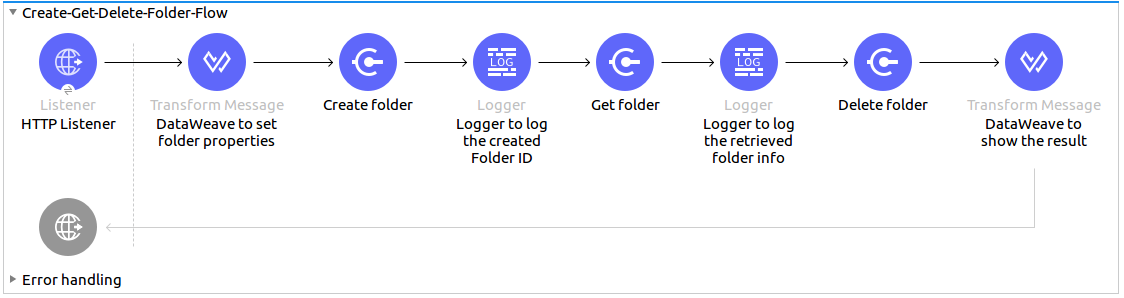 Create-Get-Delete-Folder-Flow
LOG
LOG
Listener
Transform Message
Create folder
Logger
Get folder
Logger
Delete folder
Transform Message
HTTP Listener
DataWeave to set
folder properties
Logger to log
the created
Folder ID
Logger to log
the retrieved
folder info
DataWeave to
show the result
Error handling